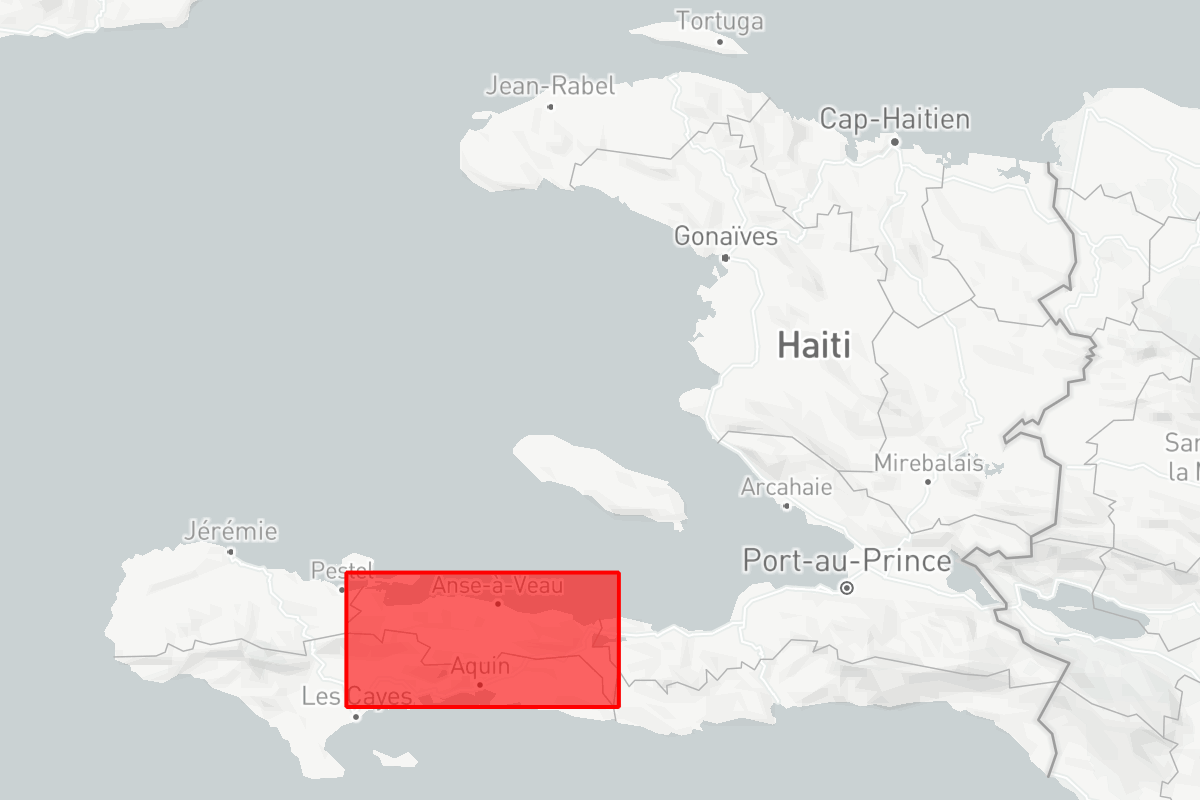 Tortuga
Jean-Rabel
Cap-Haitien
Gonaïves
Haiti
San
la M
Mirebalais
Arcahaie
Jérémie
Port-au-Prince
Pestel
Anse-à-Veau
Aquin
Les Cayes